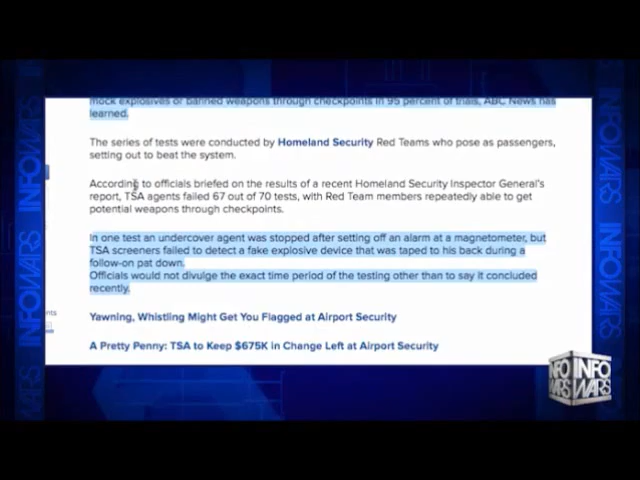 mock explosives or banned weapons through checkpoints in 95 percent of trials, ABC News has
learned.
The series of tests were conducted by Homeland Security Red Teams who pose as passengers,
setting out to beat the system.
According to officials briefed on the results of a recent Homeland Security Inspector General's
report, TSA agents failed 67 out of 70 tests, with Red Team members repeatedly able to get
potential weapons through checkpoints.
In one test an undercover agent was stopped after setting off an alarm at a magnetometer, but
TSA screeners failed to detect a fake explosive device that was taped to his back during a
follow-on pat down.
Officials would not divulge the exact time period of the testing other than to say it concluded
recently.
nts
Yawning, Whistling Might Get You Flagged at Airport Security
A Pretty Penny: TSA to Keep $675K in Change Left at Airport Security
INFOWARS
INFOWARS
INFO
WARS
INFO
WARS